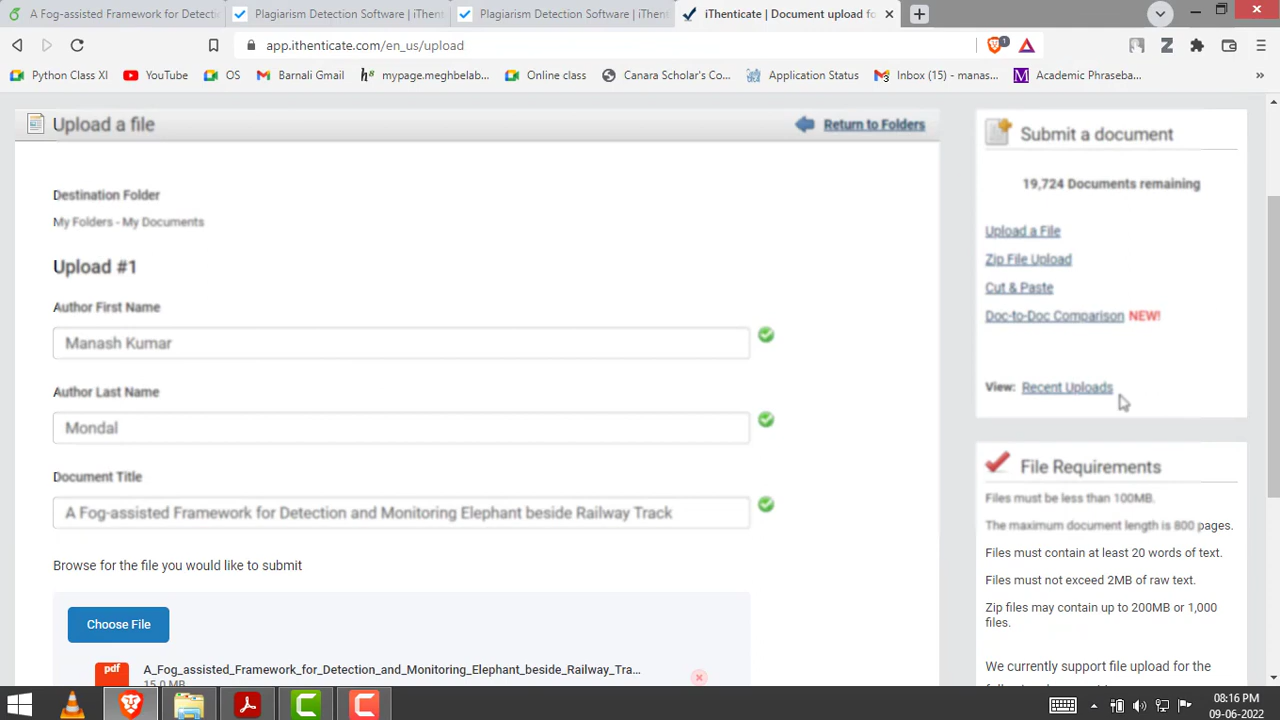 A Fog-assisted Framework for Detect
Plagiarism Detection Software | iThent
Plagiarism Detection Software | iThent
iThenticate | Document upload fo
app.ithenticate.com/en_us/upload
1
Python Class XI
YouTube
OS
Barnali Gmail
mypage.meghbelab...
Online class
Canara Scholar's Co...
Application Status
Inbox (15) - manas...
Academic Phraseba...
»
Upload a file
Return to Folders
Destination Folder
My Folders - My Documents
Upload #1
Author First Name
Manash Kumar
Author Last Name
Mondal
Document Title
A Fog-assisted Framework for Detection and Monitoring Elephant beside Railway Track
Browse for the file you would like to submit
Choose File
pdf
A_Fog_assisted_Framework_for_Detection_and_Monitoring_Elephant_beside_Railway_Tra...
15.0 MB
Submit a document
19,724 Documents remaining
Upload a File
Zip File Upload
Cut & Paste
Doc-to-Doc Comparison NEW!
View: Recent Uploads
File Requirements
Files must be less than 100MB.
The maximum document length is 800 pages.
Files must contain at least 20 words of text.
Files must not exceed 2MB of raw text.
Zip files may contain up to 200MB or 1,000
files.
We currently support file upload for the
08:16 PM
09-06-2022